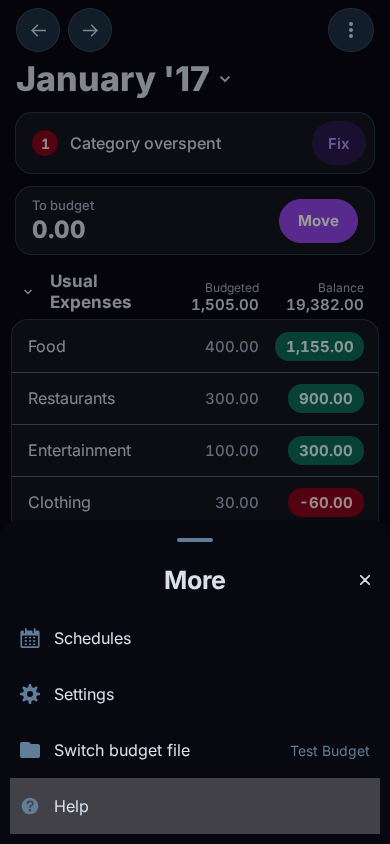 January '17
1 Category overspent Fix
To budget
0.00 Move
Usual Expenses Budgeted Balance
1,505.00 19,382.00
Food 400.00 1,155.00
Restaurants 300.00 900.00
Entertainment 100.00 300.00
Clothing 30.00 -60.00
More
Schedules
Settings
Switch budget file Test Budget
Help